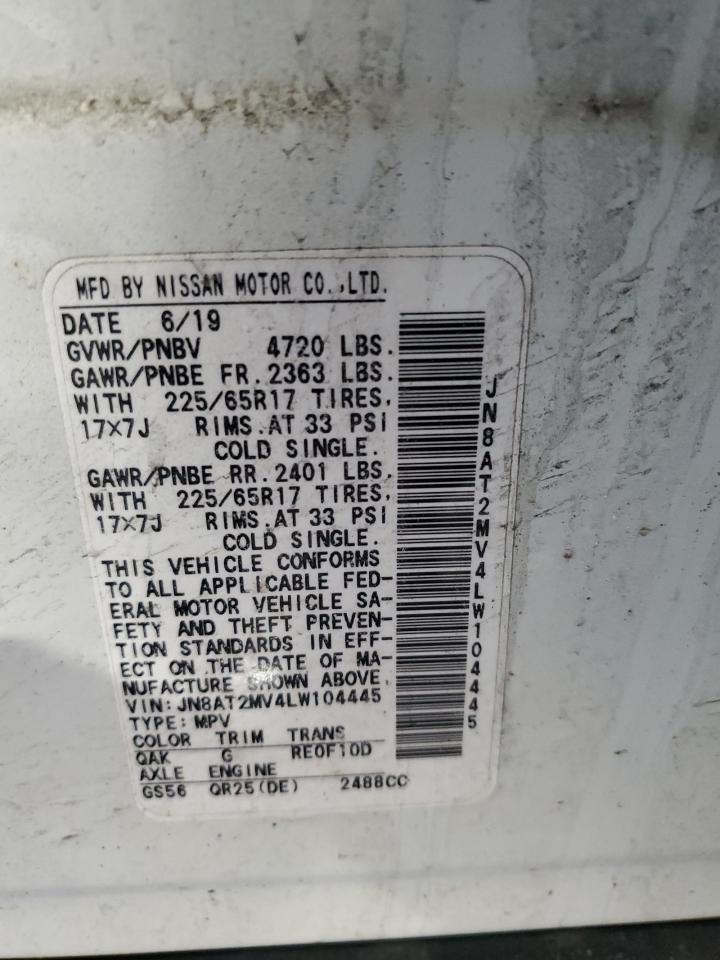 MFD BY NISSAN MOTOR CO.,LTD.
DATE 6/19
GVWR/PNBV 4720 LBS.
GAWR/PNBE FR. 2363 LBS.
WITH 225/65R17 TIRES,
17X7J RIMS. AT 33 PSI
COLD SINGLE.
GAWR/PNBE RR. 2401 LBS.
WITH 225/65R17 TIRES,
17X7J RIMS. AT 33 PSI
COLD SINGLE.
THIS VEHICLE CONFORMS
TO ALL APPLICABLE FED-
ERAL MOTOR VEHICLE SA-
FETY AND THEFT PREVEN-
TION STANDARDS IN EFF-
ECT ON THE DATE OF MA-
NUFACTURE SHOWN ABOVE.
VIN: JN8AT2MV4LW104445
TYPE: MPV
COLOR TRIM TRANS
QAK G RE0F10D
AXLE ENGINE
GS56 QR25(DE) 2488CC
JN8AT2MV4LW104445